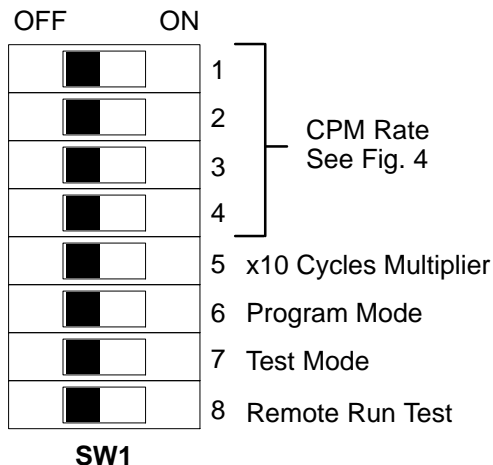 OFF ON
1
2
CPM Rate
See Fig. 4
3
4
5 x10 Cycles Multiplier
6 Program Mode
7 Test Mode
8 Remote Run Test
SW1